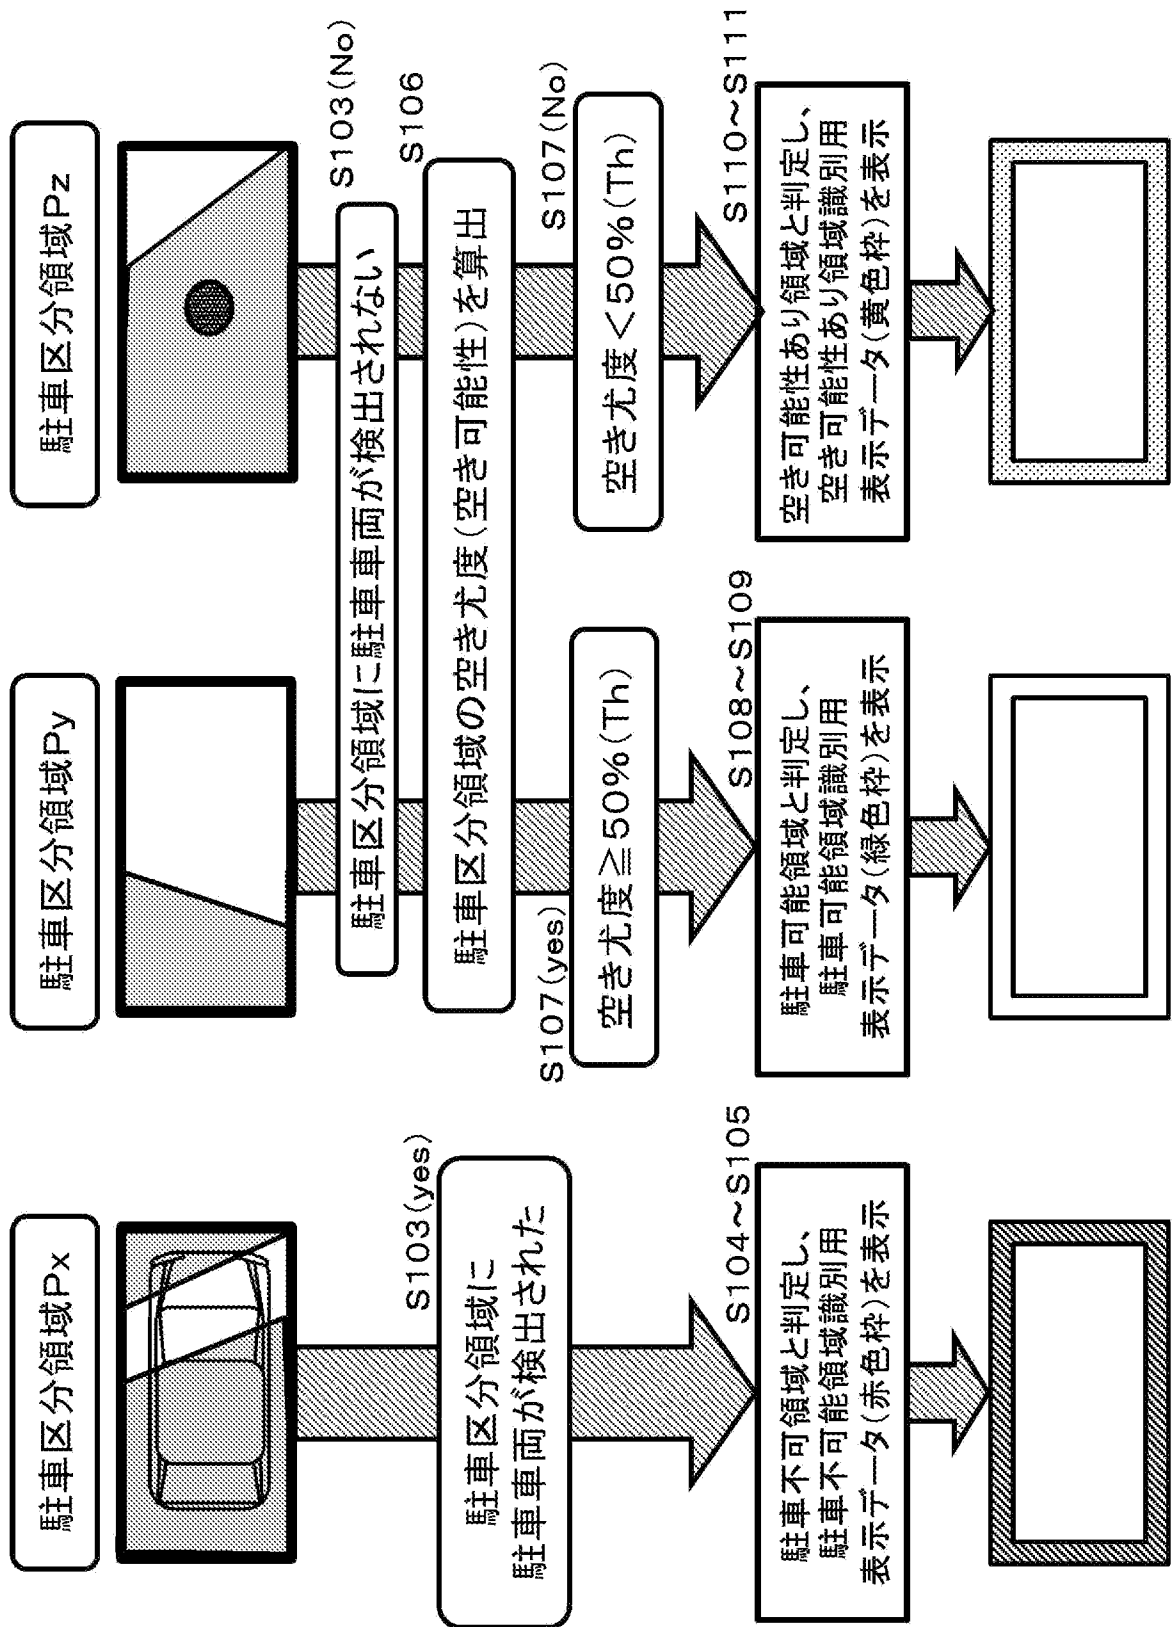 駐車区分領域Px
S103(yes)
駐車区分領域に
駐車車両が検出された
S104～S105
駐車不可領域と判定し、
駐車不可能領域識別用
表示データ(赤色枠)を表示
駐車区分領域Py
駐車区分領域Pz
S103(No)
駐車区分領域に駐車車両が検出されない
S106
駐車区分領域の空き尤度(空き可能性)を算出
S107(yes)
空き尤度≧50%(Th)
S108～S109
駐車可能領域と判定し、
駐車可能領域識別用
表示データ(緑色枠)を表示
S107(No)
空き尤度<50%(Th)
S110～S111
空き可能性あり領域と判定し、
空き可能性あり領域識別用
表示データ(黄色枠)を表示